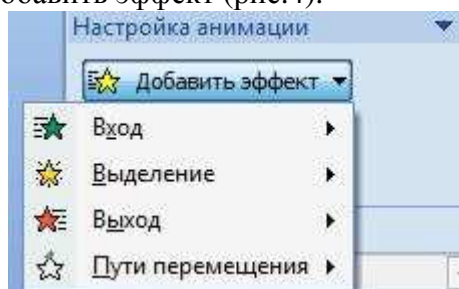 обавить эффект (рис.4).
Настройка анимации
Добавить эффект
Вход
Выделение
Выход
Пути перемещения